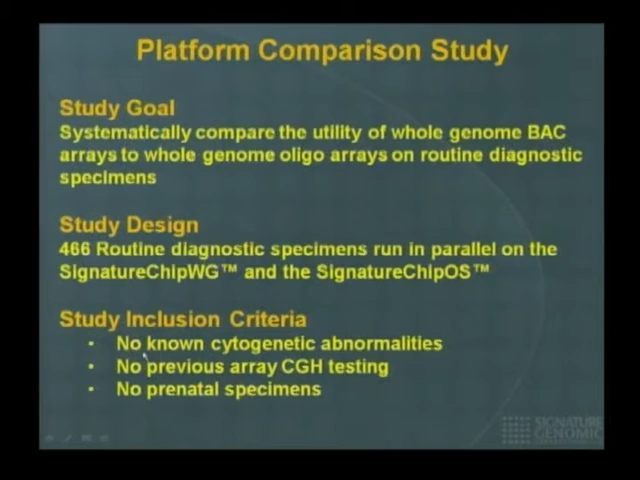 Platform Comparison Study
Study Goal
Systematically compare the utility of whole genome BAC
arrays to whole genome oligo arrays on routine diagnostic
specimens
Study Design
466 Routine diagnostic specimens run in parallel on the
SignatureChipWG™ and the SignatureChipOS™
Study Inclusion Criteria
· No known cytogenetic abnormalities
· No previous array CGH testing
· No prenatal specimens
SIGNATURE
GENOMIC